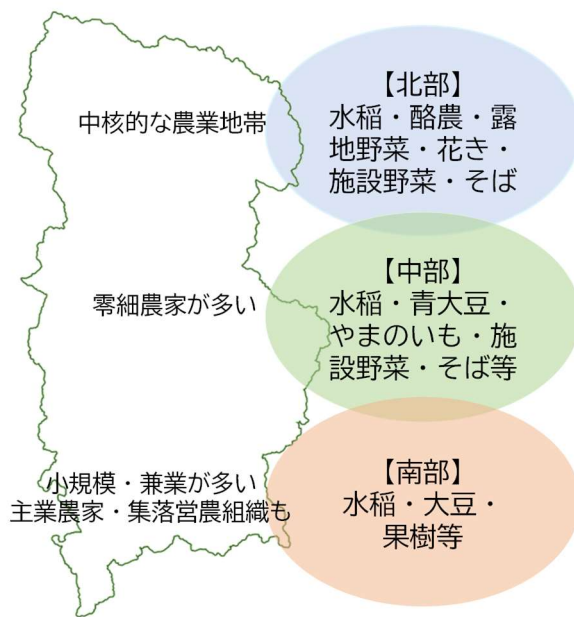 中核的な農業地帯
【北部】
水稲・酪農・露
地野菜・花き・
施設野菜・そば
零細農家が多い
【中部】
水稲・青大豆・
やまのいも・施
設野菜・そば等
小規模・兼業が多い
主業農家・集落営農組織も
【南部】
水稲・大豆・
果樹等